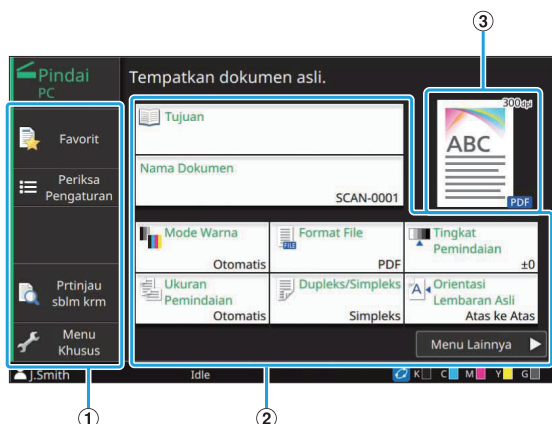 ③
Pindai
PC
Tempatkan dokumen asli.
Favorit
Periksa
Pengaturan
Prtinjau
sblm krm
Menu
Khusus
Tujuan
Nama Dokumen
SCAN-0001
300dpi
ABC
PDF
Mode Warna
Otomatis
Format File
FILE
PDF
Tingkat
Pemindaian
±0
Ukuran
Pemindaian
Otomatis
Dupleks/Simpleks
Simpleks
A
Orientasi
Lembaran Asli
Atas ke Atas
Menu Lainnya
J.Smith
Idle
K C M Y G
① ②